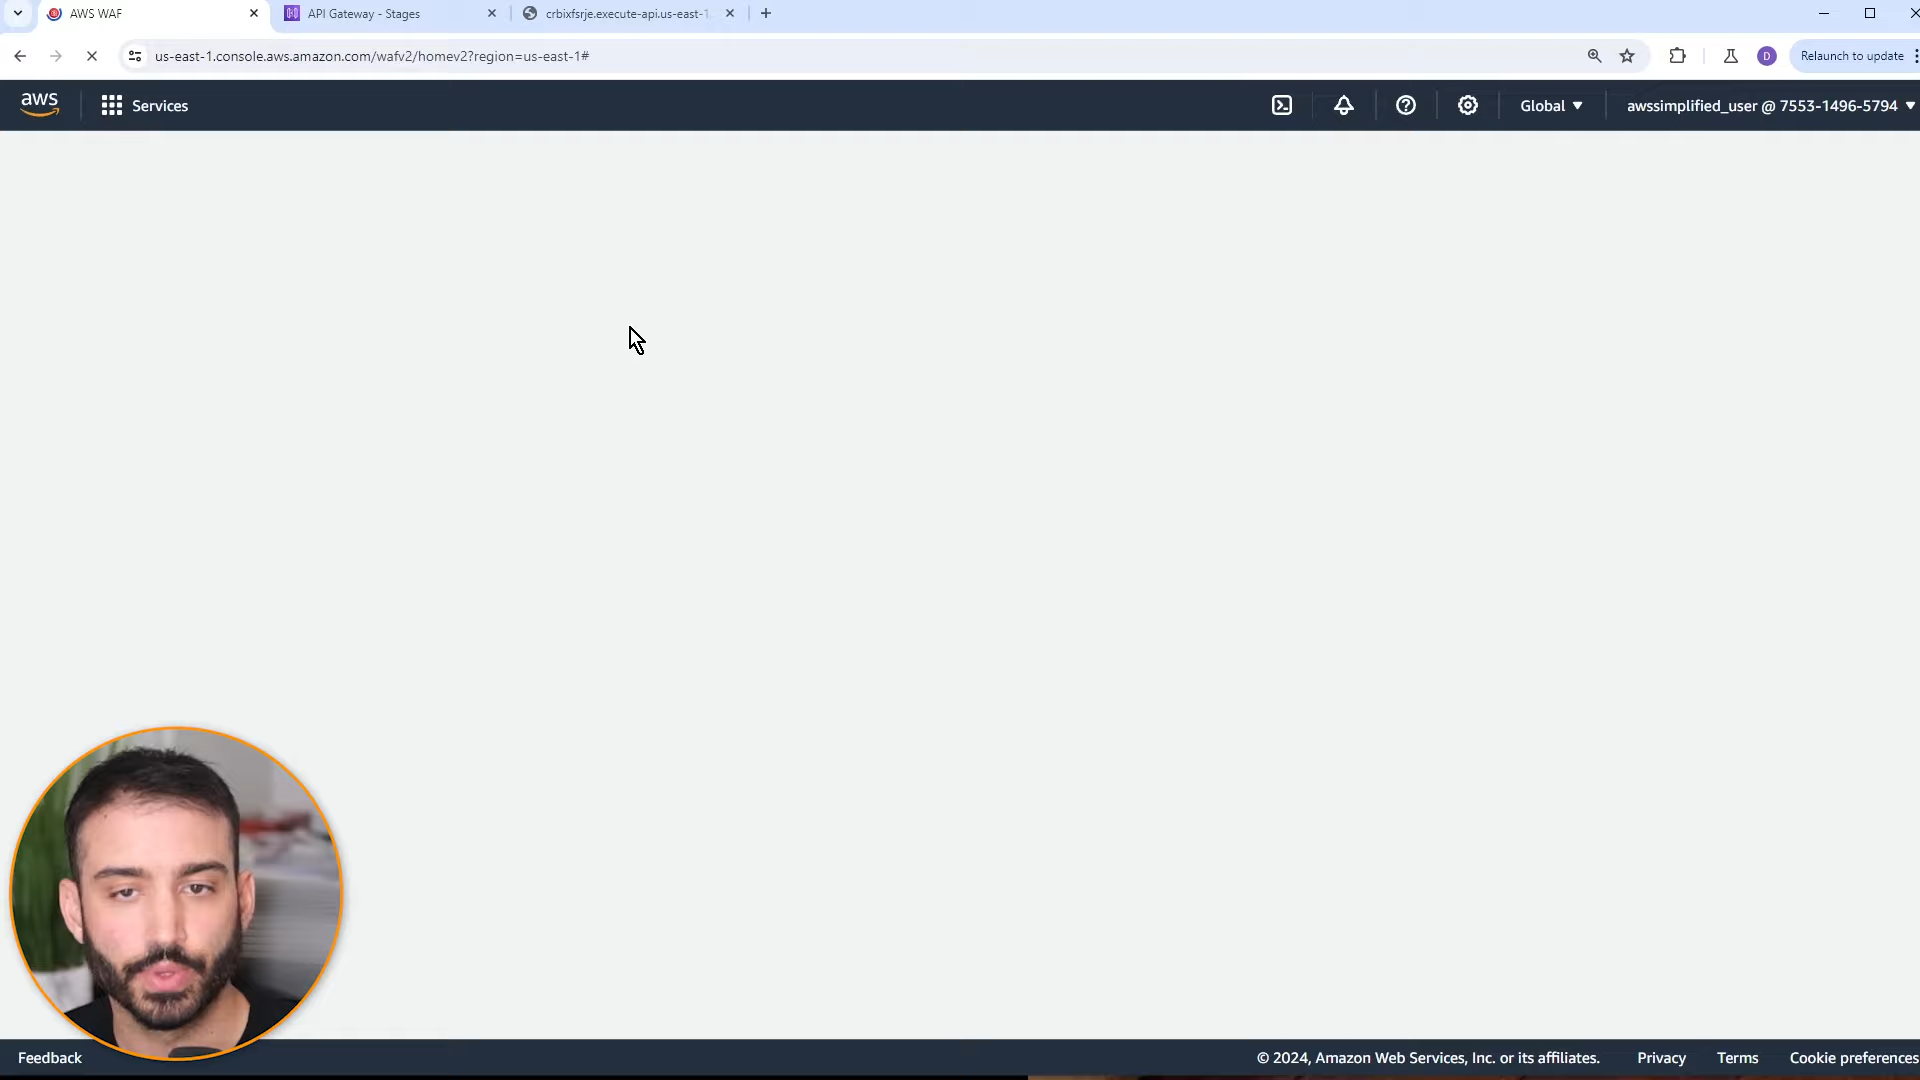 AWS WAF
API Gateway - Stages
crbixfsrje.execute-api.us-east-1
us-east-1.console.aws.amazon.com/wafv2/homev2?region=us-east-1#
D
Relaunch to update
aws
Services
Global
awssimplified_user @ 7553-1496-5794
Feedback
© 2024, Amazon Web Services, Inc. or its affiliates.
Privacy
Terms
Cookie preferences